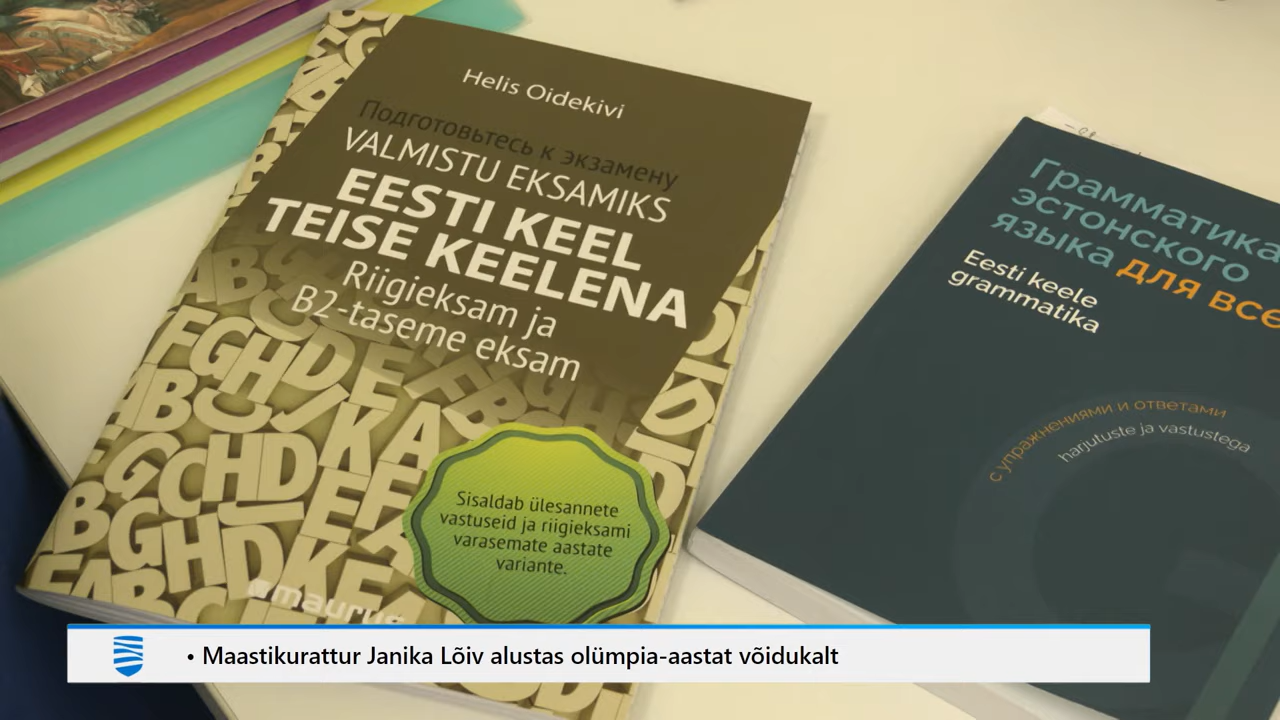 Helis Oidekivi
Подготовьтесь к экзамену
VALMISTU EKSAMIKS
EESTI KEEL
TEISE KEELENA
Riigieksam ja
B2-taseme eksam
Sisaldab ülesannete
vastuseid ja riigieksami
varasemate aastate
variante.
Грамматика
эстонского
языка для все
Eesti keele
grammatika
с упражнениями и ответами
harjutuste ja vastustega
• Maastikurattur Janika Lõiv alustas olümpia-aastat võidukalt